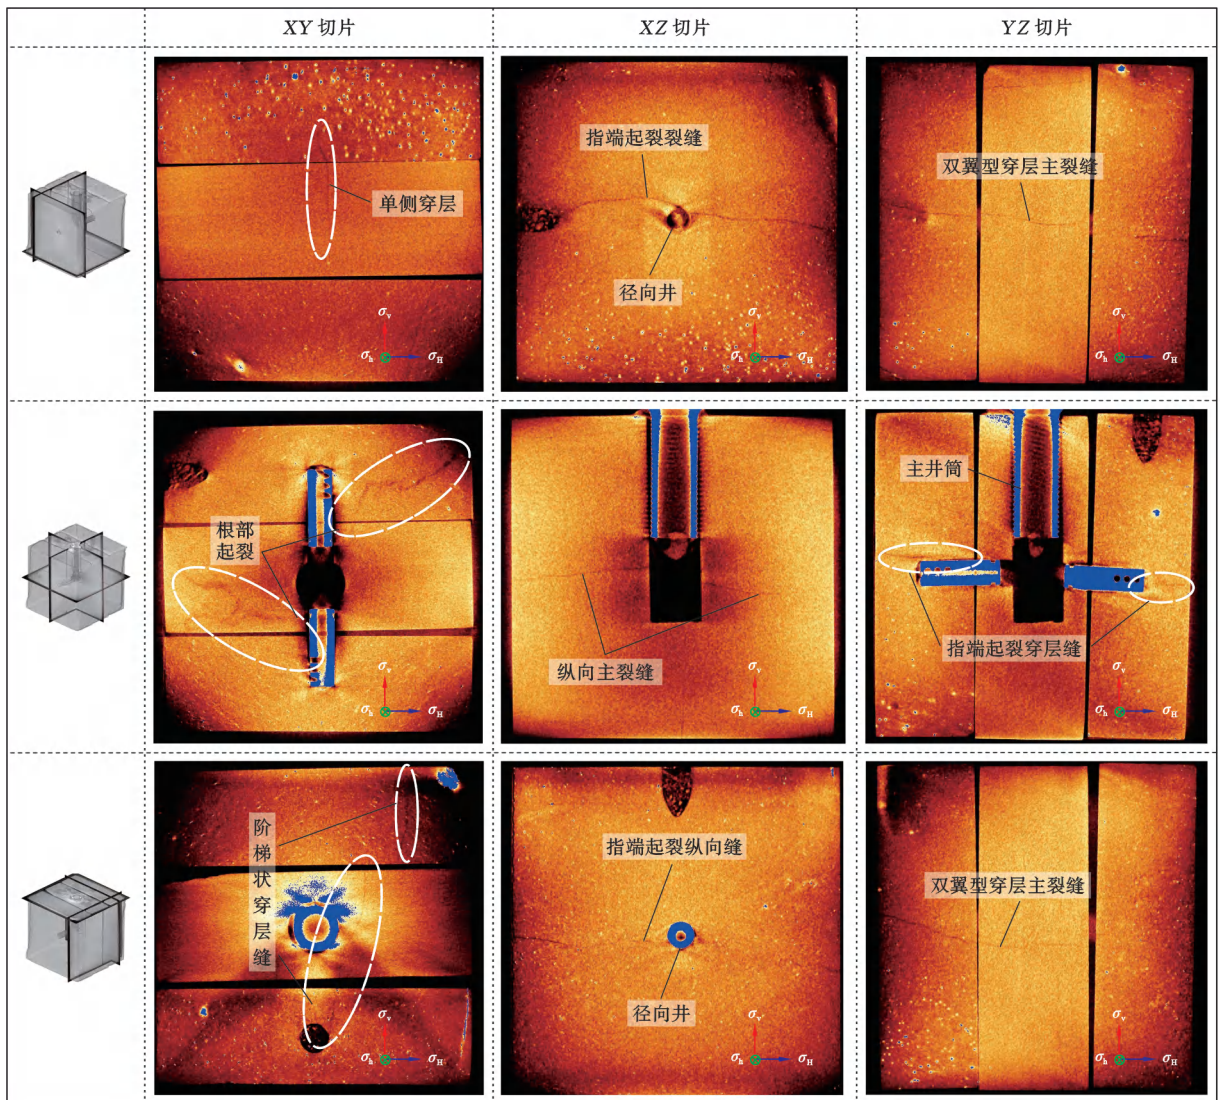 XY 切片
XZ 切片
YZ 切片
单侧穿层
σv
σh
σH
指端起裂裂缝
径向井
σv
σh
σH
双翼型穿层主裂缝
σv
σh
σH
根部
起裂
σv
σh
σH
纵向主裂缝
σv
σh
σH
主井筒
指端起裂穿层缝
σv
σh
σH
阶梯状穿层缝
σv
σh
σH
指端起裂纵向缝
径向井
σv
σh
σH
双翼型穿层主裂缝
σv
σh
σH